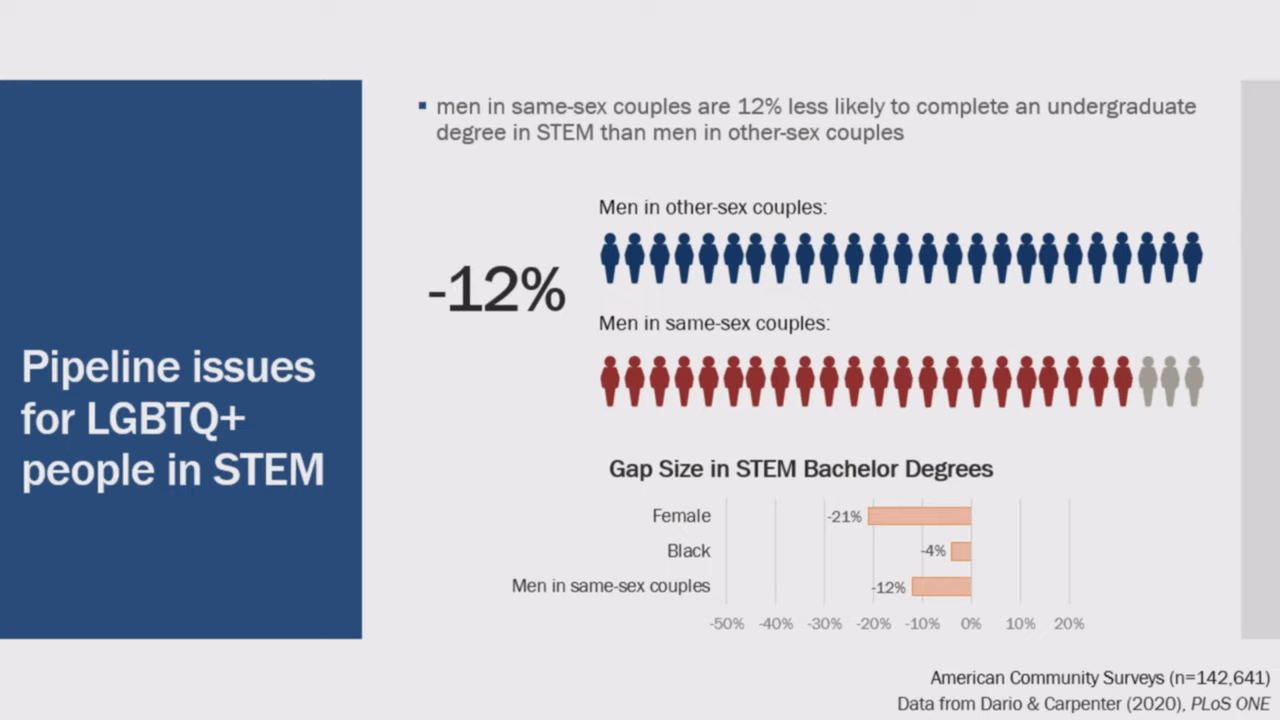 Pipeline issues
for LGBTQ+
people in STEM
▪ men in same-sex couples are 12% less likely to complete an undergraduate
degree in STEM than men in other-sex couples
-12%
Men in other-sex couples:
Men in same-sex couples:
Gap Size in STEM Bachelor Degrees
Female -21%
Black -4%
Men in same-sex couples -12%
-50% -40% -30% -20% -10% 0% 10% 20%
American Community Surveys (n=142,641)
Data from Dario & Carpenter (2020), PLoS ONE